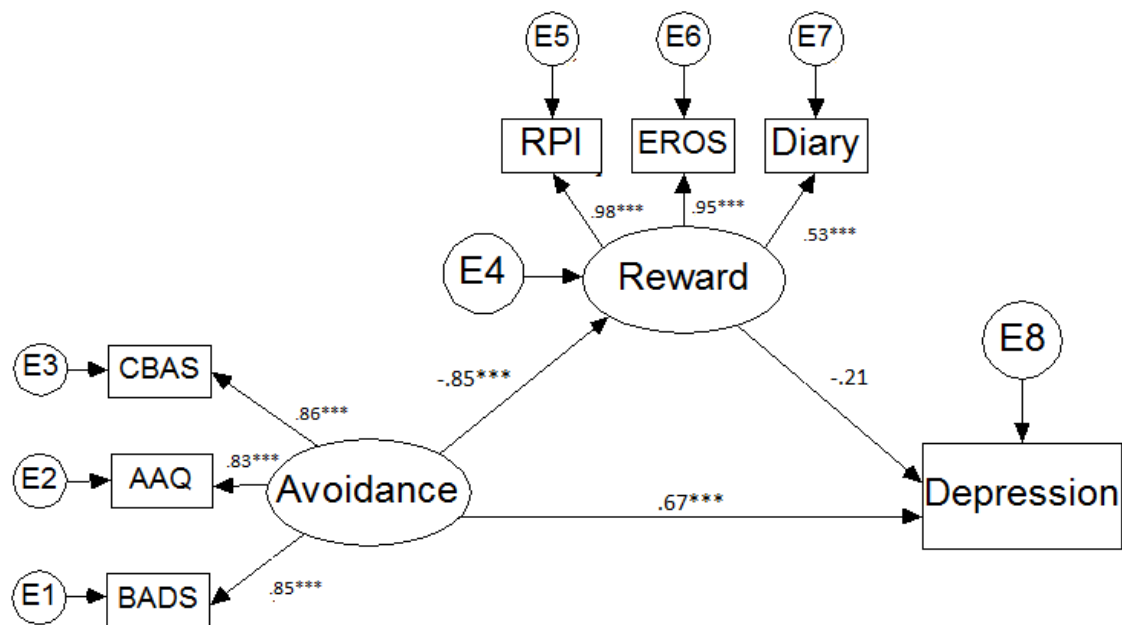 E5
E6
E7
RPI
EROS
Diary
.98***
.95***
.53***
E4
Reward
E8
E3
CBAS
-.85***
-.21
.86***
E2
AAQ
.83***
Avoidance
.67***
Depression
E1
BADS
.85***